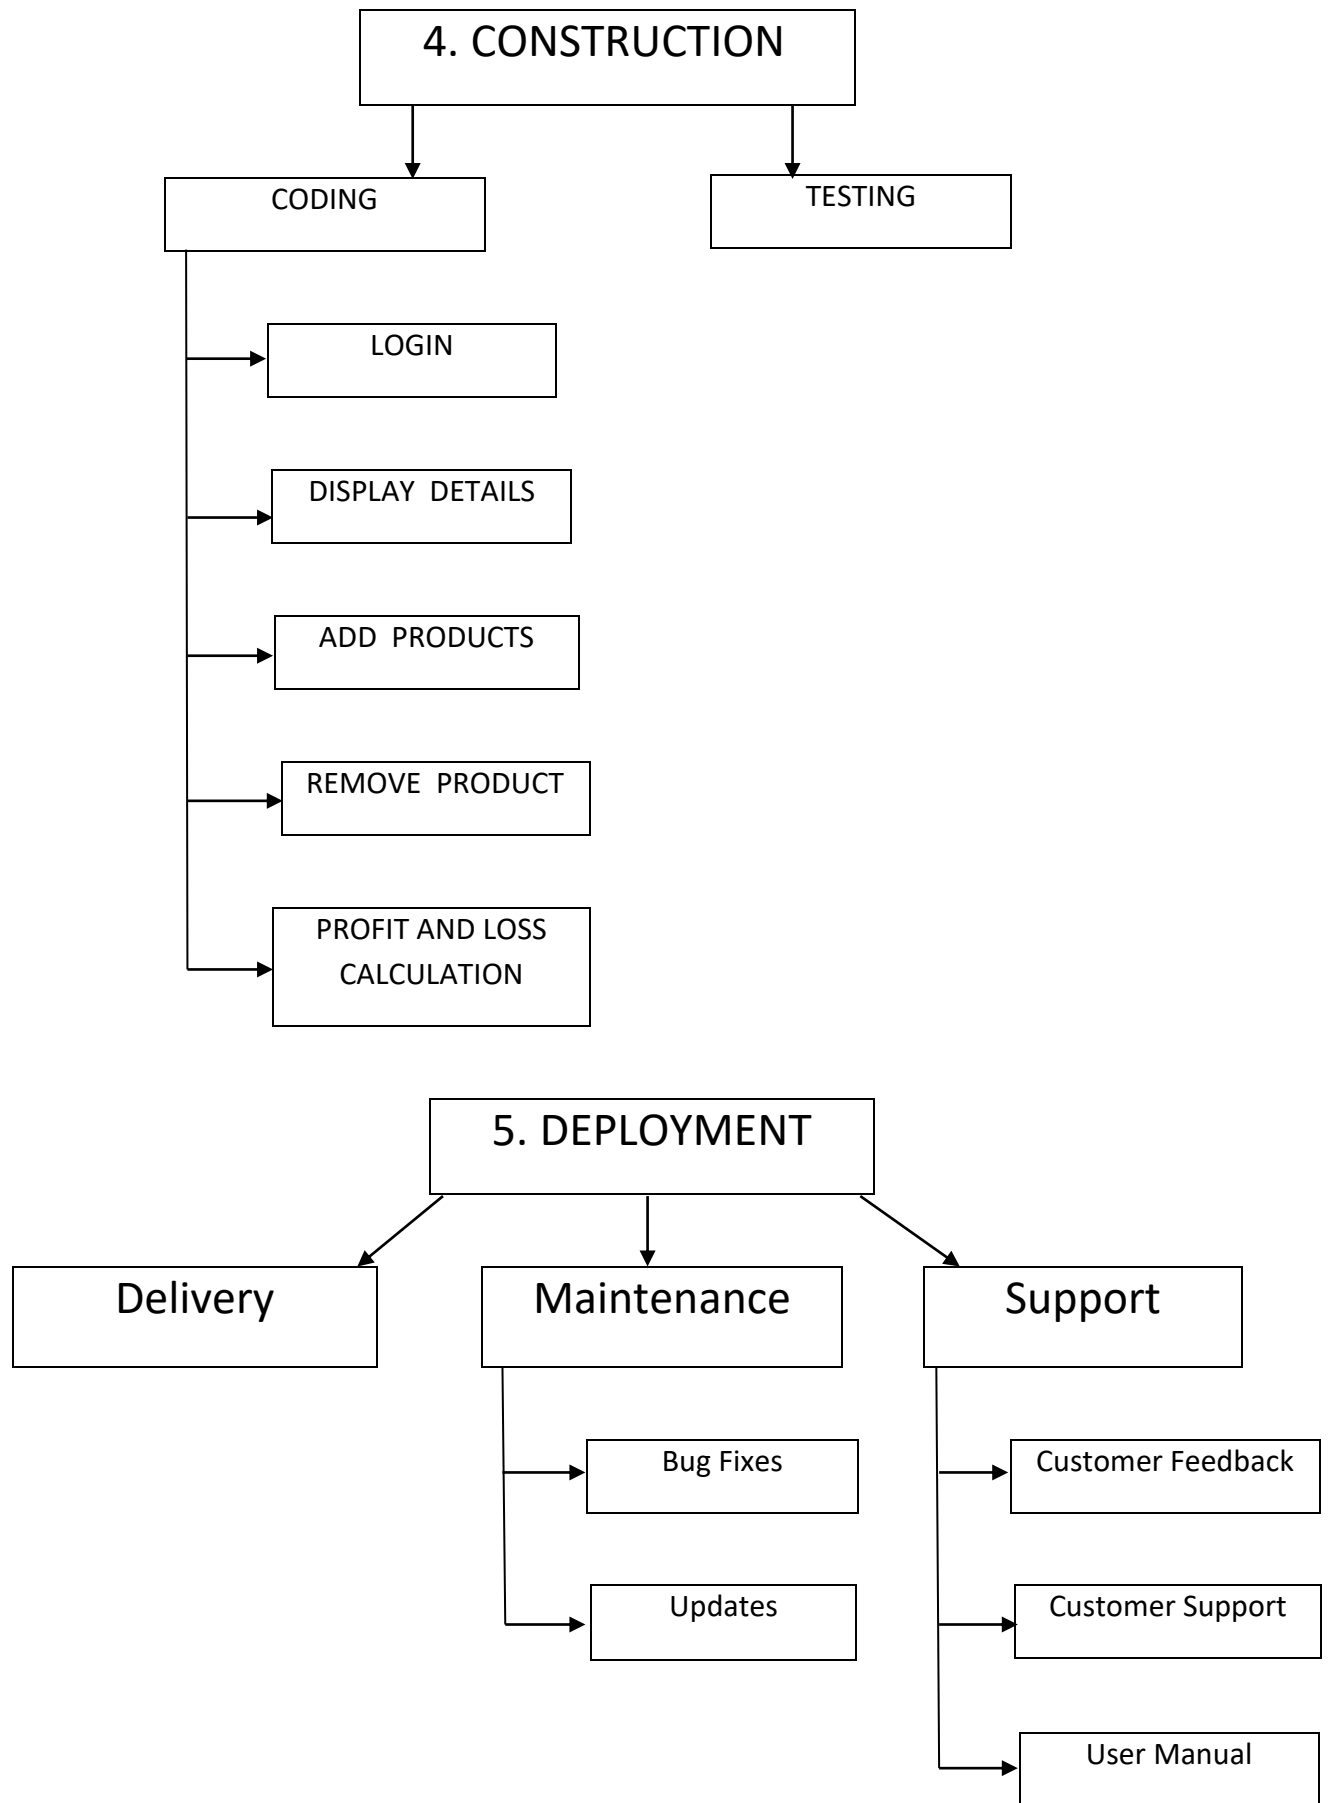 4. CONSTRUCTION
CODING
TESTING
LOGIN
DISPLAY  DETAILS
ADD  PRODUCTS
REMOVE  PRODUCT
PROFIT AND LOSS
CALCULATION
5. DEPLOYMENT
Delivery
Maintenance
Support
Bug Fixes
Customer Feedback
Updates
Customer Support
User Manual